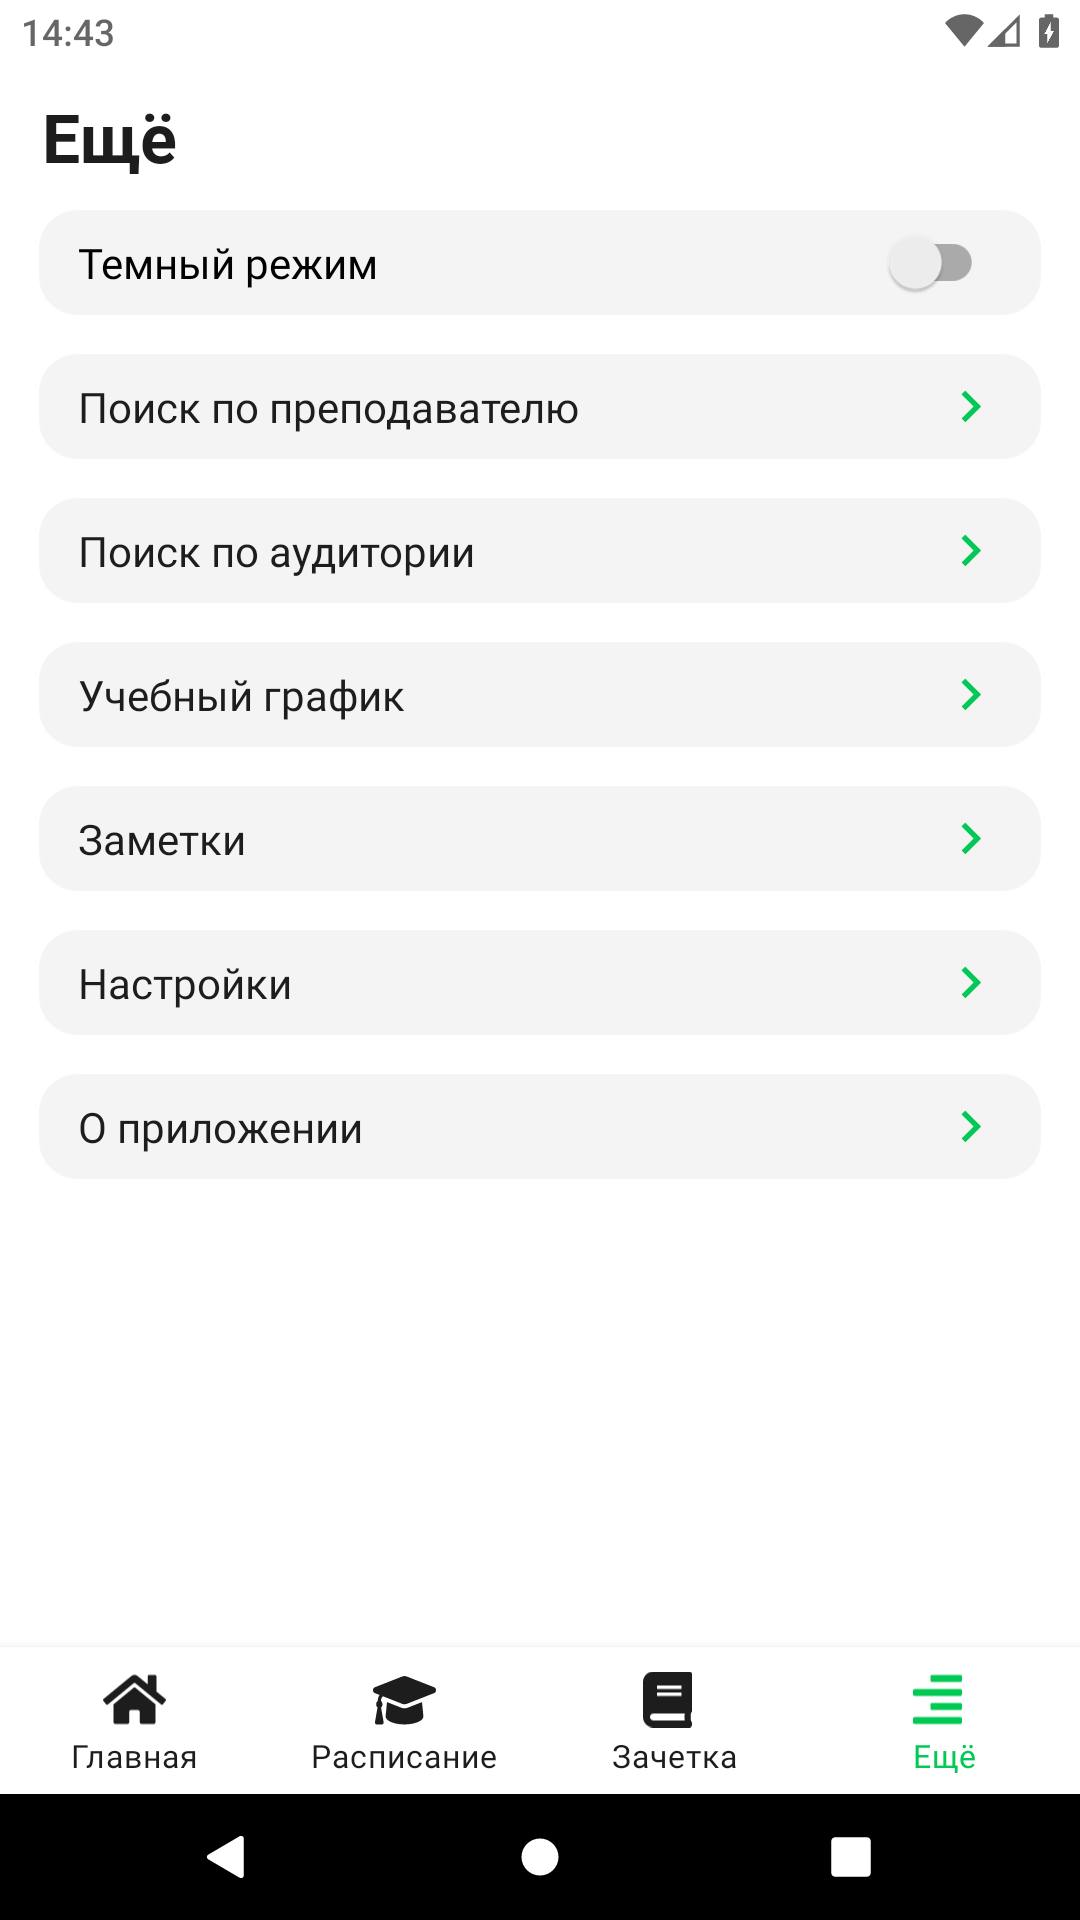 14:43
Ещё
Темный режим
Поиск по преподавателю
Поиск по аудитории
Учебный график
Заметки
Настройки
О приложении
Главная
Расписание
Зачетка
Ещё